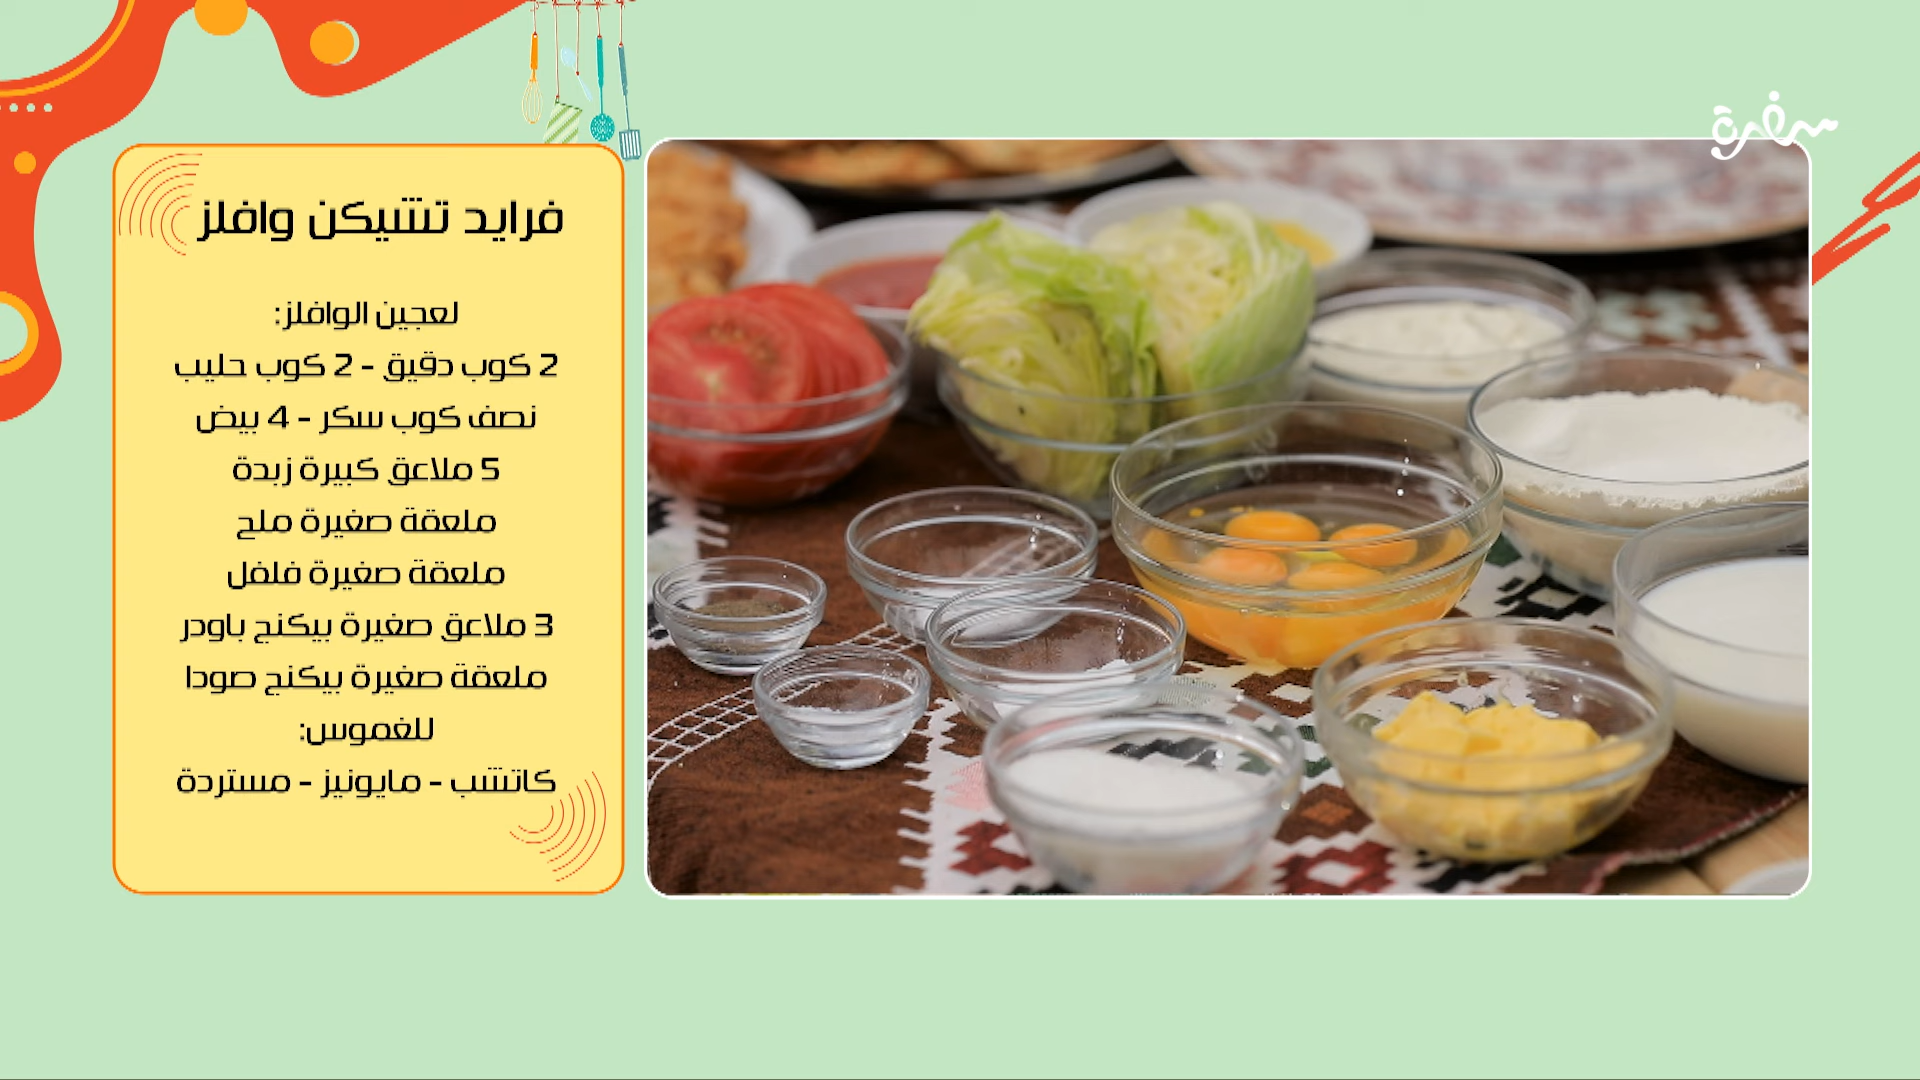 سفرة
فرايد تشيكن وافلز
لعجين الوافلز:
2 كوب دقيق - 2 كوب حليب
نصف كوب سكر - 4 بيض
5 ملاعق كبيرة زبدة
ملعقة صغيرة ملح
ملعقة صغيرة فلفل
3 ملاعق صغيرة بيكنج باودر
ملعقة صغيرة بيكنج صودا
للغموس:
كاتشب - مايونيز - مستردة